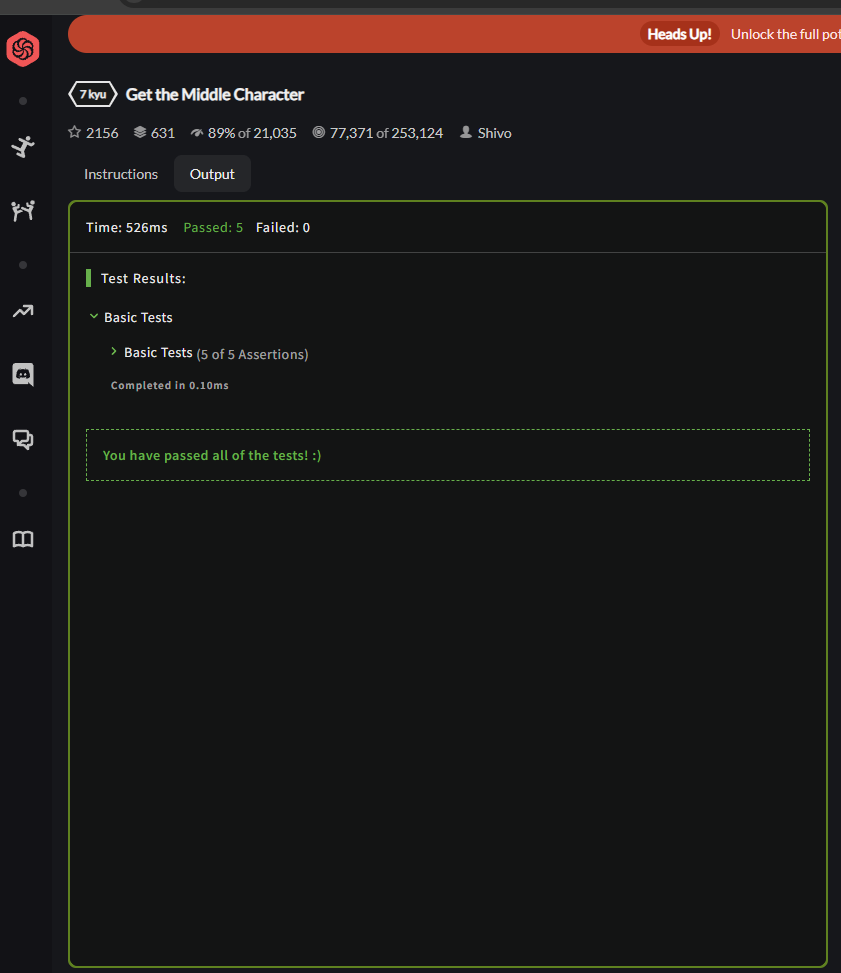 Heads Up! Unlock the full pot
7 kyu Get the Middle Character
2156 631 89% of 21,035 77,371 of 253,124 Shivo
Instructions Output
Time: 526ms Passed: 5 Failed: 0
Test Results:
Basic Tests
Basic Tests (5 of 5 Assertions)
Completed in 0.10ms
You have passed all of the tests! :)